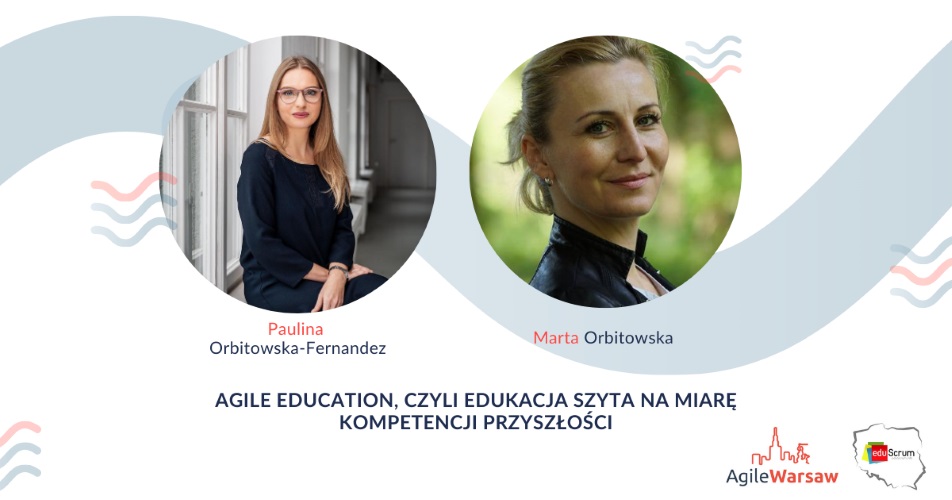 Paulina
Orbitowska-Fernandez
Marta Orbitowska
AGILE EDUCATION, CZYLI EDUKACJA SZYTA NA MIARĘ
KOMPETENCJI PRZYSZŁOŚCI
AgileWarsaw
eduScrum